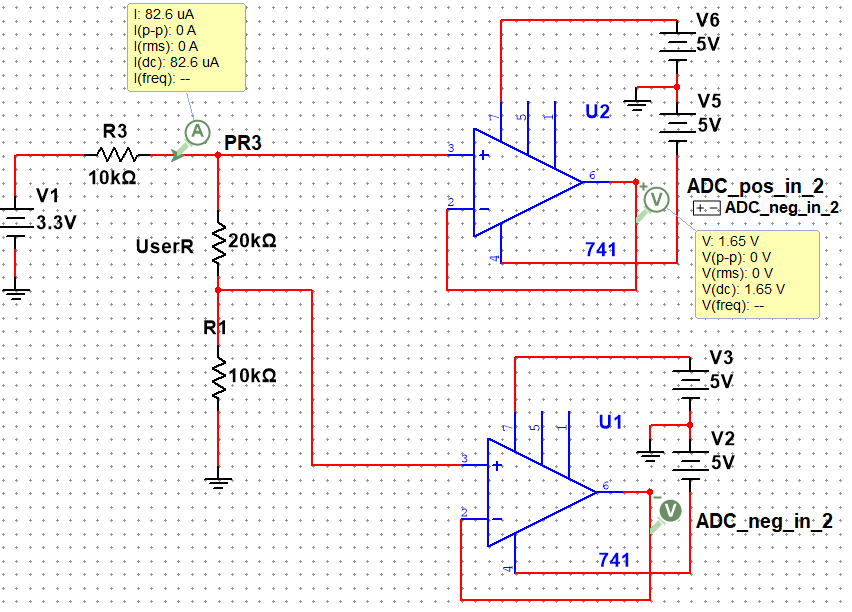 I: 82.6 uA
I(p-p): 0 A
I(rms): 0 A
I(dc): 82.6 uA
I(freq): --
A
R3
10kΩ
PR3
V1
3.3V
UserR
20kΩ
R1
10kΩ
V6
5V
V5
5V
U2
7
5
1
3
+
2
−
6
4
741
+
V
ADC_pos_in_2
+ − ADC_neg_in_2
V: 1.65 V
V(p-p): 0 V
V(rms): 0 V
V(dc): 1.65 V
V(freq): --
V3
5V
V2
5V
U1
7
5
1
3
+
2
−
6
4
741
−
V
ADC_neg_in_2